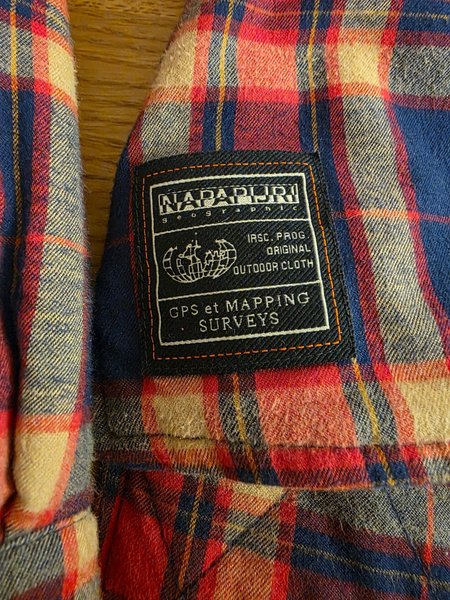 NAPAPIJRI
geographic
IRSC. PROG.
ORIGINAL
OUTDOOR CLOTH
GPS et MAPPING
SURVEYS